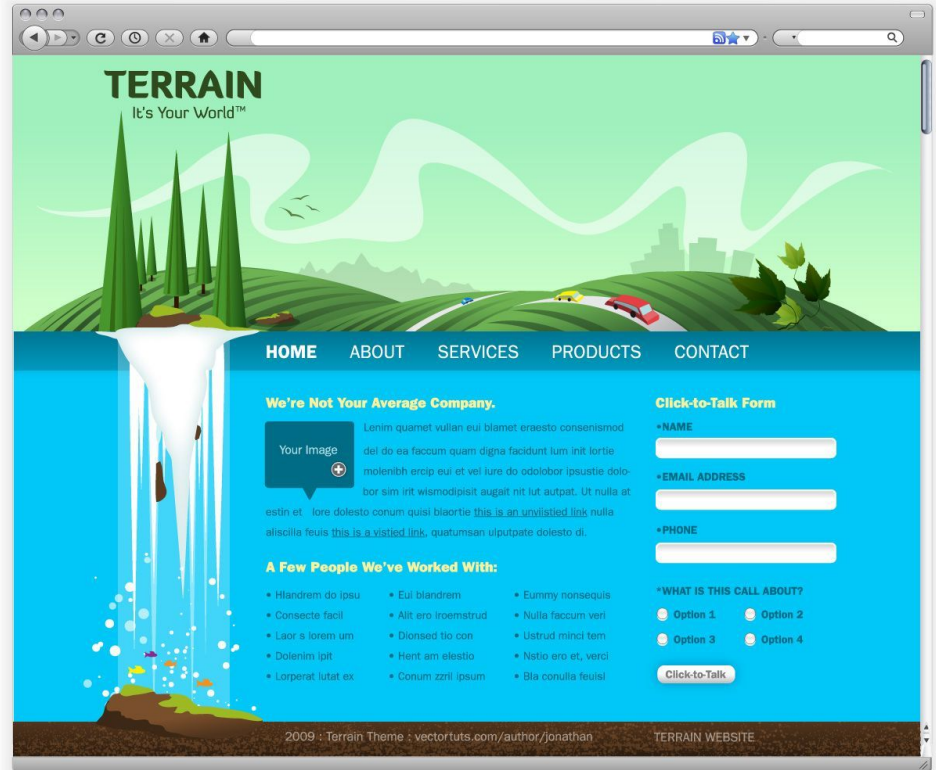 TERRAIN
It's Your World™
HOME ABOUT SERVICES PRODUCTS CONTACT
We're Not Your Average Company.
Your Image
Lenim quamet vullan eui blamet eraesto consenismod
del do ea faccum quam digna facidunt lum init lortie
molenibh ercip eui et vel iure do odolobor ipsustie dolo-
bor sim irit wismodipisit augait nit lut autpat. Ut nulla at
estin et lore dolesto conum quisi blaortie this is an unvisitied link nulla
aliscilla feuis this is a vistied link, quatumsan ulputpate dolesto di.
A Few People We've Worked With:
• Hlandrem do ipsu • Eui blandrem • Eummy nonsequis
• Consecte facil • Alit ero iroemstrud • Nulla faccum veri
• Laor s lorem um • Dionsed tio con • Ustrud minci tem
• Dolenim ipit • Hent am elestio • Nstio ero et, verci
• Lorperat lutat ex • Conum zzril ipsum • Bla conulla feuisl
Click-to-Talk Form
*NAME
*EMAIL ADDRESS
*PHONE
*WHAT IS THIS CALL ABOUT?
Option 1 Option 2
Option 3 Option 4
Click-to-Talk
2009 : Terrain Theme : vectortuts.com/author/jonathan TERRAIN WEBSITE